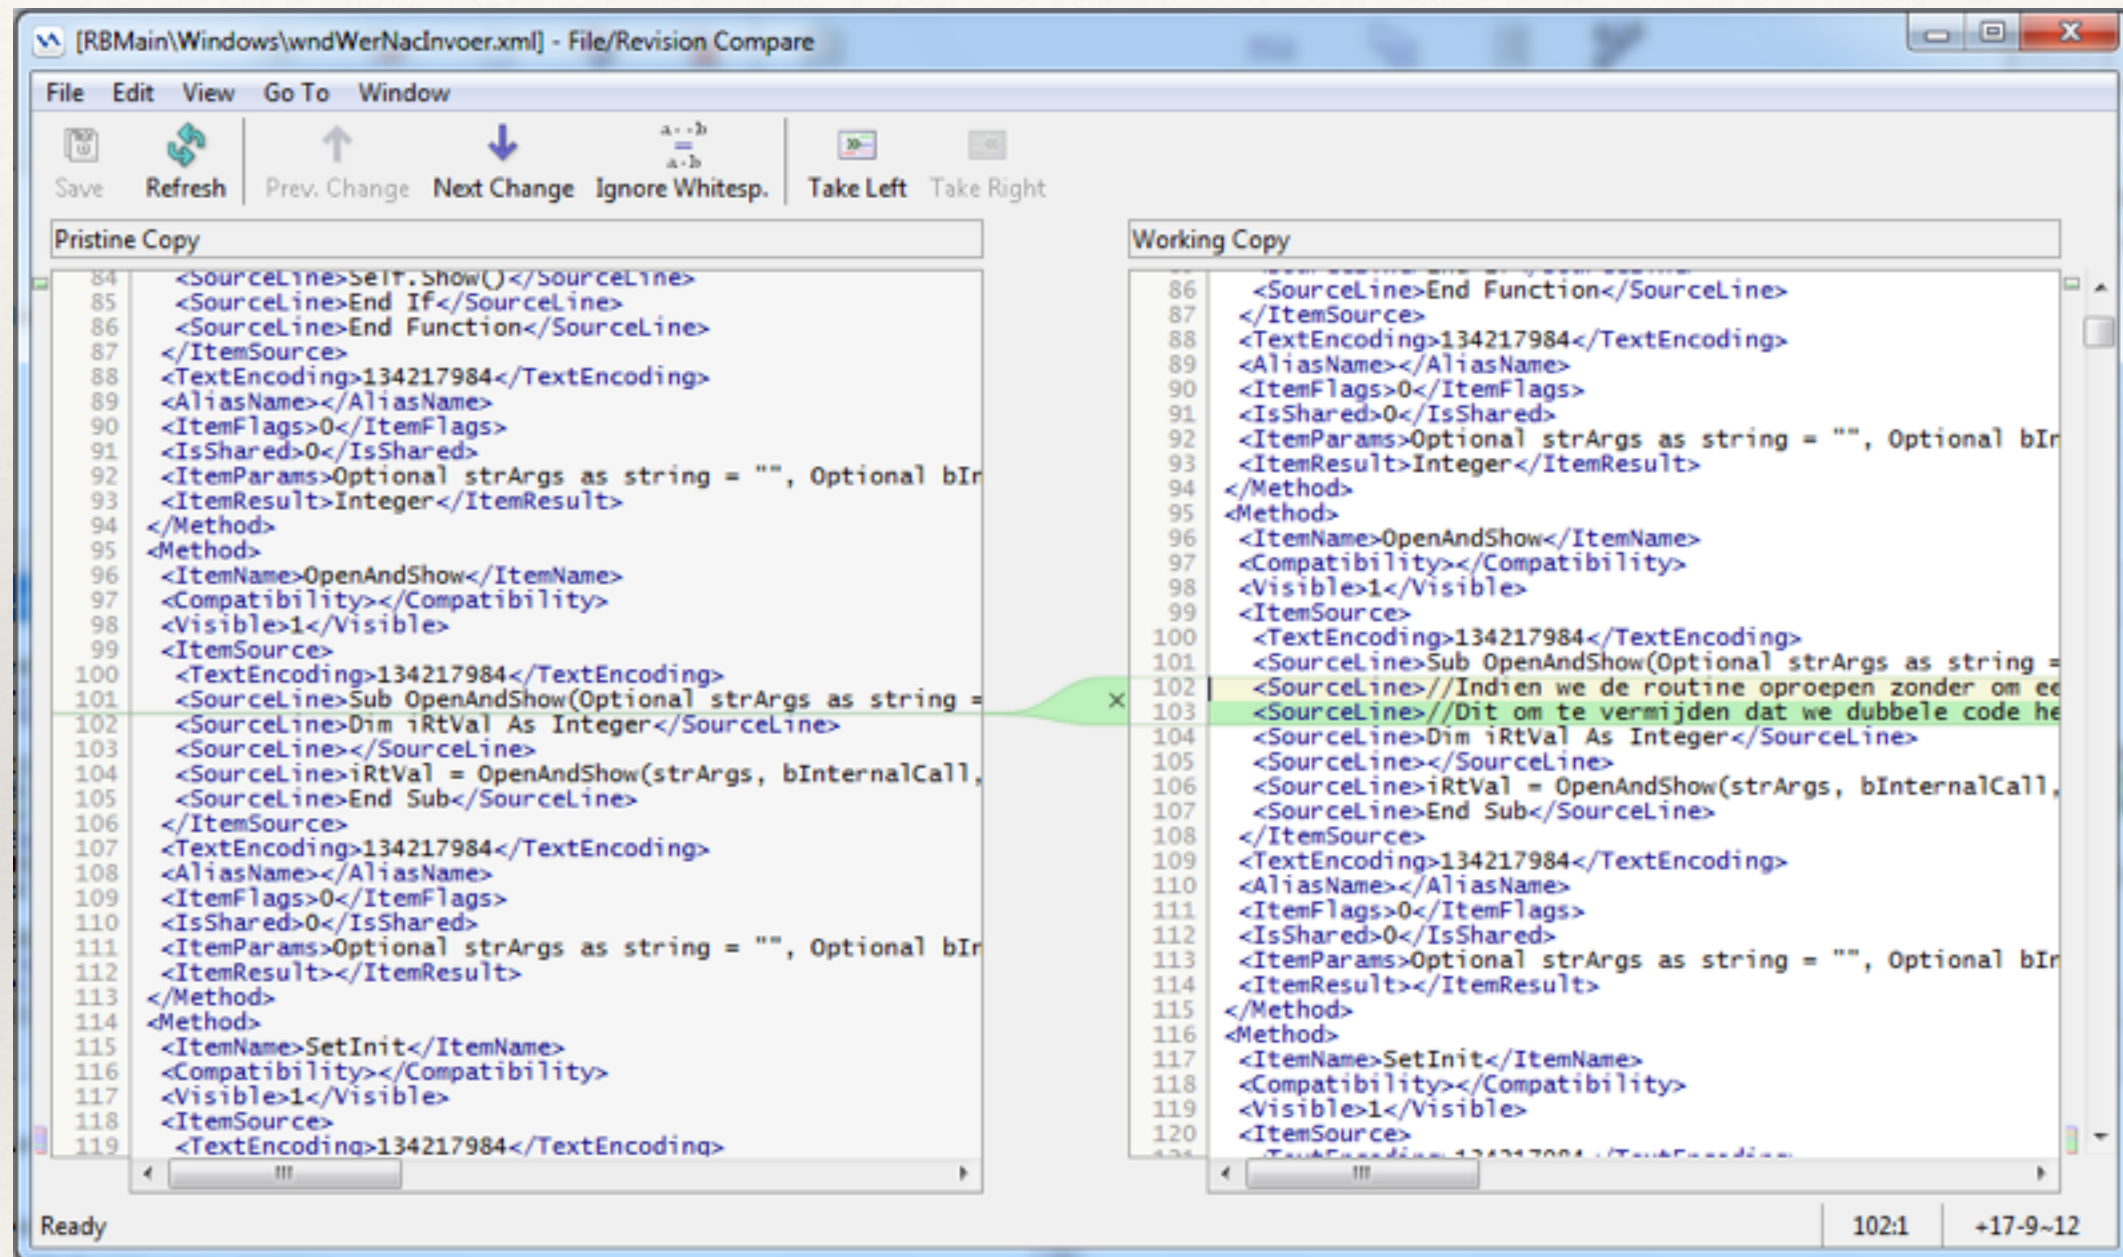 [RBMain\Windows\wndWerNacInvoer.xml] - File/Revision Compare
File Edit View Go To Window
a--b
=
a-b
Save Refresh Prev. Change Next Change Ignore Whitesp. Take Left Take Right
Pristine Copy
84 <SourceLine>Self.Show()</SourceLine>
85 <SourceLine>End If</SourceLine>
86 <SourceLine>End Function</SourceLine>
87 </ItemSource>
88 <TextEncoding>134217984</TextEncoding>
89 <AliasName></AliasName>
90 <ItemFlags>0</ItemFlags>
91 <IsShared>0</IsShared>
92 <ItemParams>Optional strArgs as string = "", Optional bIn
93 <ItemResult>Integer</ItemResult>
94 </Method>
95 <Method>
96 <ItemName>OpenAndShow</ItemName>
97 <Compatibility></Compatibility>
98 <Visible>1</Visible>
99 <ItemSource>
100 <TextEncoding>134217984</TextEncoding>
101 <SourceLine>Sub OpenAndShow(Optional strArgs as string =
102 <SourceLine>Dim iRtVal As Integer</SourceLine>
103 <SourceLine></SourceLine>
104 <SourceLine>iRtVal = OpenAndShow(strArgs, bInternalCall,
105 <SourceLine>End Sub</SourceLine>
106 </ItemSource>
107 <TextEncoding>134217984</TextEncoding>
108 <AliasName></AliasName>
109 <ItemFlags>0</ItemFlags>
110 <IsShared>0</IsShared>
111 <ItemParams>Optional strArgs as string = "", Optional bIn
112 <ItemResult></ItemResult>
113 </Method>
114 <Method>
115 <ItemName>SetInit</ItemName>
116 <Compatibility></Compatibility>
117 <Visible>1</Visible>
118 <ItemSource>
119 <TextEncoding>134217984</TextEncoding>
Working Copy
86 <SourceLine>End Function</SourceLine>
87 </ItemSource>
88 <TextEncoding>134217984</TextEncoding>
89 <AliasName></AliasName>
90 <ItemFlags>0</ItemFlags>
91 <IsShared>0</IsShared>
92 <ItemParams>Optional strArgs as string = "", Optional bIn
93 <ItemResult>Integer</ItemResult>
94 </Method>
95 <Method>
96 <ItemName>OpenAndShow</ItemName>
97 <Compatibility></Compatibility>
98 <Visible>1</Visible>
99 <ItemSource>
100 <TextEncoding>134217984</TextEncoding>
101 <SourceLine>Sub OpenAndShow(Optional strArgs as string =
102 <SourceLine>//Indien we de routine oproepen zonder om ee
103 <SourceLine>//Dit om te vermijden dat we dubbele code he
104 <SourceLine>Dim iRtVal As Integer</SourceLine>
105 <SourceLine></SourceLine>
106 <SourceLine>iRtVal = OpenAndShow(strArgs, bInternalCall,
107 <SourceLine>End Sub</SourceLine>
108 </ItemSource>
109 <TextEncoding>134217984</TextEncoding>
110 <AliasName></AliasName>
111 <ItemFlags>0</ItemFlags>
112 <IsShared>0</IsShared>
113 <ItemParams>Optional strArgs as string = "", Optional bIn
114 <ItemResult></ItemResult>
115 </Method>
116 <Method>
117 <ItemName>SetInit</ItemName>
118 <Compatibility></Compatibility>
119 <Visible>1</Visible>
120 <ItemSource>
Ready 102:1 +17-9~12